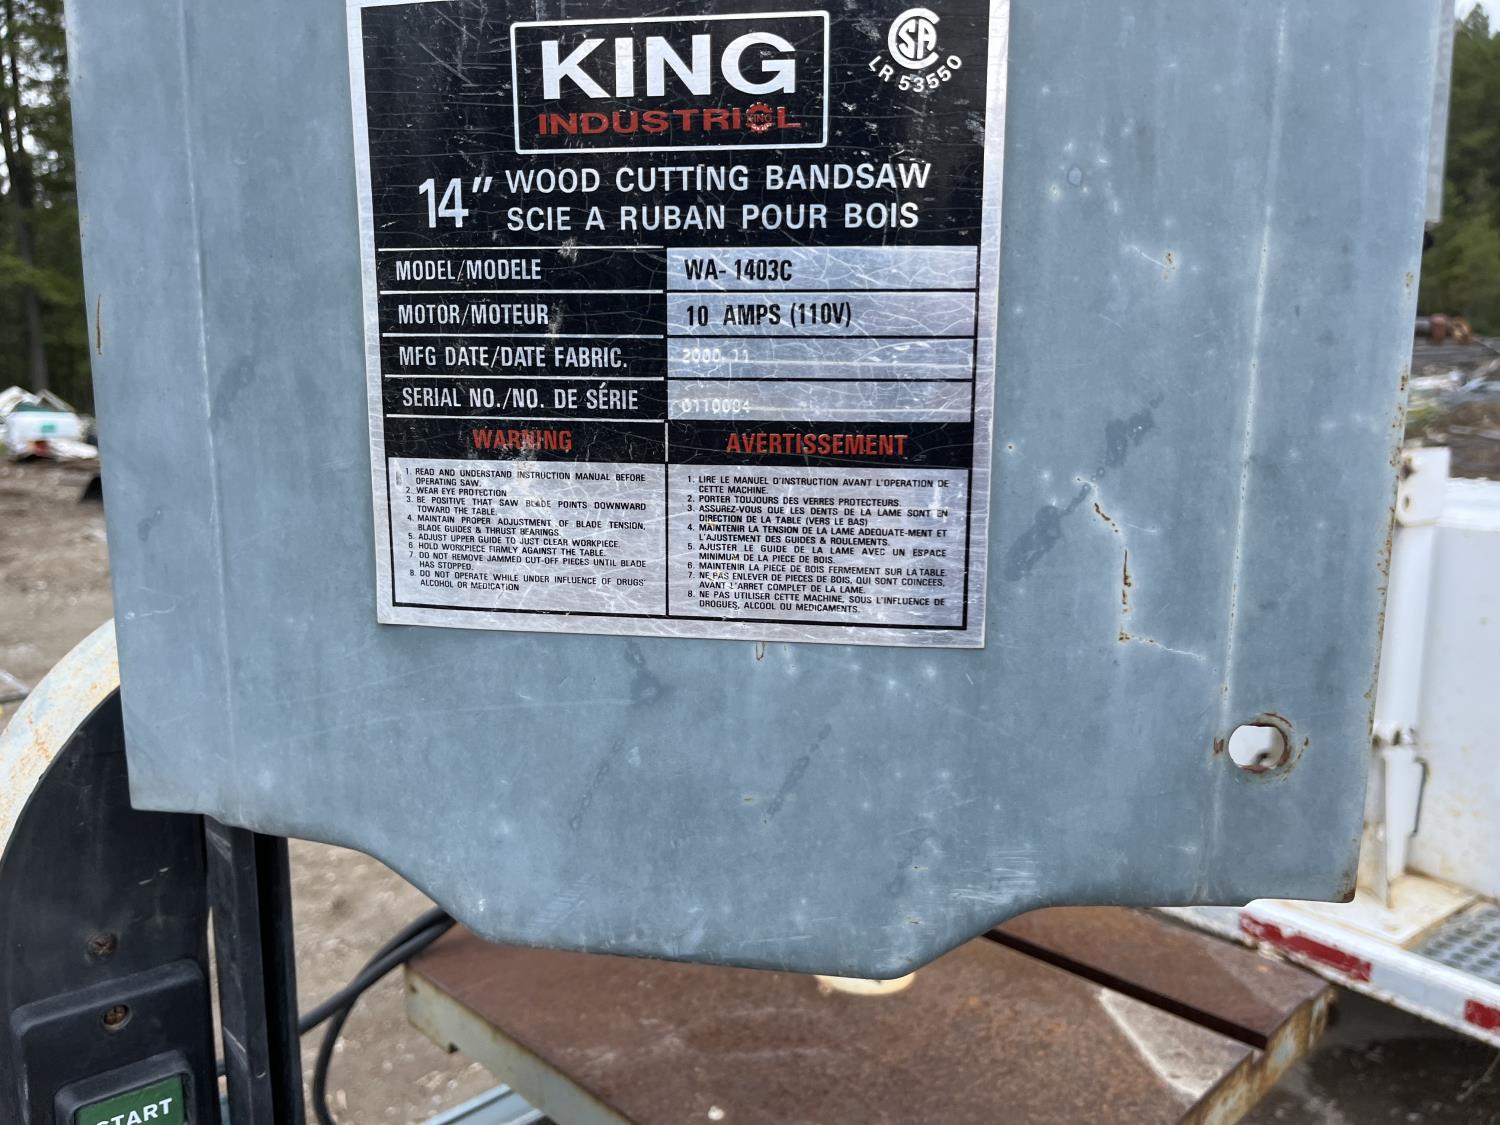 KING
INDUSTRIAL
KING
SA
LR 53550
14" WOOD CUTTING BANDSAW
SCIE A RUBAN POUR BOIS
MODEL/MODELE WA-1403C
MOTOR/MOTEUR 10 AMPS (110V)
MFG DATE/DATE FABRIC. 2000.11
SERIAL NO./NO. DE SÉRIE 0110004
WARNING
1. READ AND UNDERSTAND INSTRUCTION MANUAL BEFORE
OPERATING SAW.
2. WEAR EYE PROTECTION
3. BE POSITIVE THAT SAW BLADE POINTS DOWNWARD
TOWARD THE TABLE.
4. MAINTAIN PROPER ADJUSTMENT OF BLADE TENSION,
BLADE GUIDES & THRUST BEARINGS.
5. ADJUST UPPER GUIDE TO JUST CLEAR WORKPIECE.
6. HOLD WORKPIECE FIRMLY AGAINST THE TABLE.
7. DO NOT REMOVE JAMMED CUT-OFF PIECES UNTIL BLADE
HAS STOPPED.
8. DO NOT OPERATE WHILE UNDER INFLUENCE OF DRUGS'
ALCOHOL OR MEDICATION
AVERTISSEMENT
1. LIRE LE MANUEL D'INSTRUCTION AVANT L'OPERATION DE
CETTE MACHINE.
2. PORTER TOUJOURS DES VERRES PROTECTEURS.
3. ASSUREZ-VOUS QUE LES DENTS DE LA LAME SONT EN
DIRECTION DE LA TABLE (VERS LE BAS)
4. MAINTENIR LA TENSION DE LA LAME ADEQUATE-MENT ET
L'AJUSTEMENT DES GUIDES & ROULEMENTS.
5. AJUSTER LE GUIDE DE LA LAME AVEC UN ESPACE
MINIMUM DE LA PIECE DE BOIS.
6. MAINTENIR LA PIECE DE BOIS FERMEMENT SUR LA TABLE.
7. NE PAS ENLEVER DE PIECES DE BOIS, QUI SONT COINCEES,
AVANT L'ARRET COMPLET DE LA LAME.
8. NE PAS UTILISER CETTE MACHINE, SOUS L'INFLUENCE DE
DROGUES, ALCOOL OU MEDICAMENTS.
START